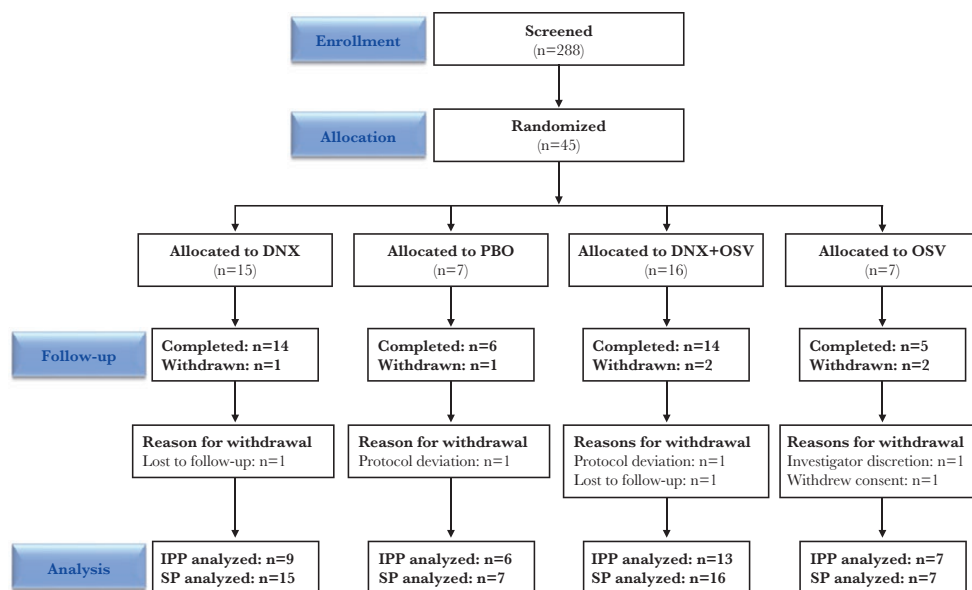 Enrollment
Screened
(n=288)
Allocation
Randomized
(n=45)
Allocated to DNX
(n=15)
Allocated to PBO
(n=7)
Allocated to DNX+OSV
(n=16)
Allocated to OSV
(n=7)
Follow-up
Completed: n=14
Withdrawn: n=1
Completed: n=6
Withdrawn: n=1
Completed: n=14
Withdrawn: n=2
Completed: n=5
Withdrawn: n=2
Reason for withdrawal
Lost to follow-up: n=1
Reason for withdrawal
Protocol deviation: n=1
Reasons for withdrawal
Protocol deviation: n=1
Lost to follow-up: n=1
Reasons for withdrawal
Investigator discretion: n=1
Withdrew consent: n=1
Analysis
IPP analyzed: n=9
SP analyzed: n=15
IPP analyzed: n=6
SP analyzed: n=7
IPP analyzed: n=13
SP analyzed: n=16
IPP analyzed: n=7
SP analyzed: n=7